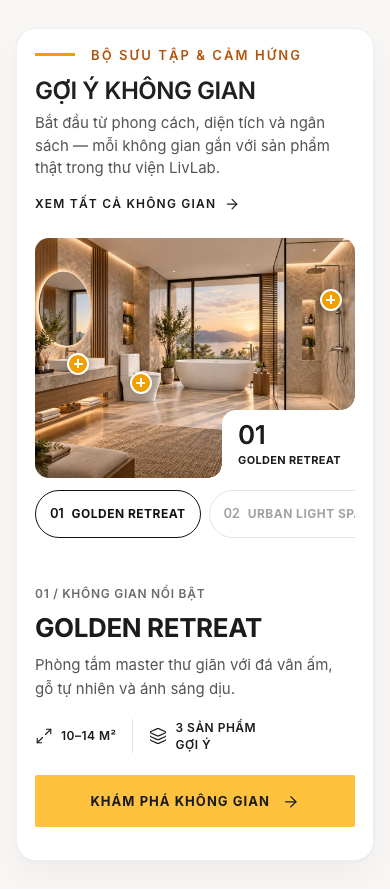 BỘ SƯU TẬP & CẢM HỨNG
GỢI Ý KHÔNG GIAN
Bắt đầu từ phong cách, diện tích và ngân
sách — mỗi không gian gắn với sản phẩm
thật trong thư viện LivLab.
XEM TẤT CẢ KHÔNG GIAN
01
GOLDEN RETREAT
01 GOLDEN RETREAT
02 URBAN LIGHT
01 / KHÔNG GIAN NỔI BẬT
GOLDEN RETREAT
Phòng tắm master thư giãn với đá vân ấm,
gỗ tự nhiên và ánh sáng dịu.
10–14 M²
3 SẢN PHẨM
GỢI Ý
KHÁM PHÁ KHÔNG GIAN